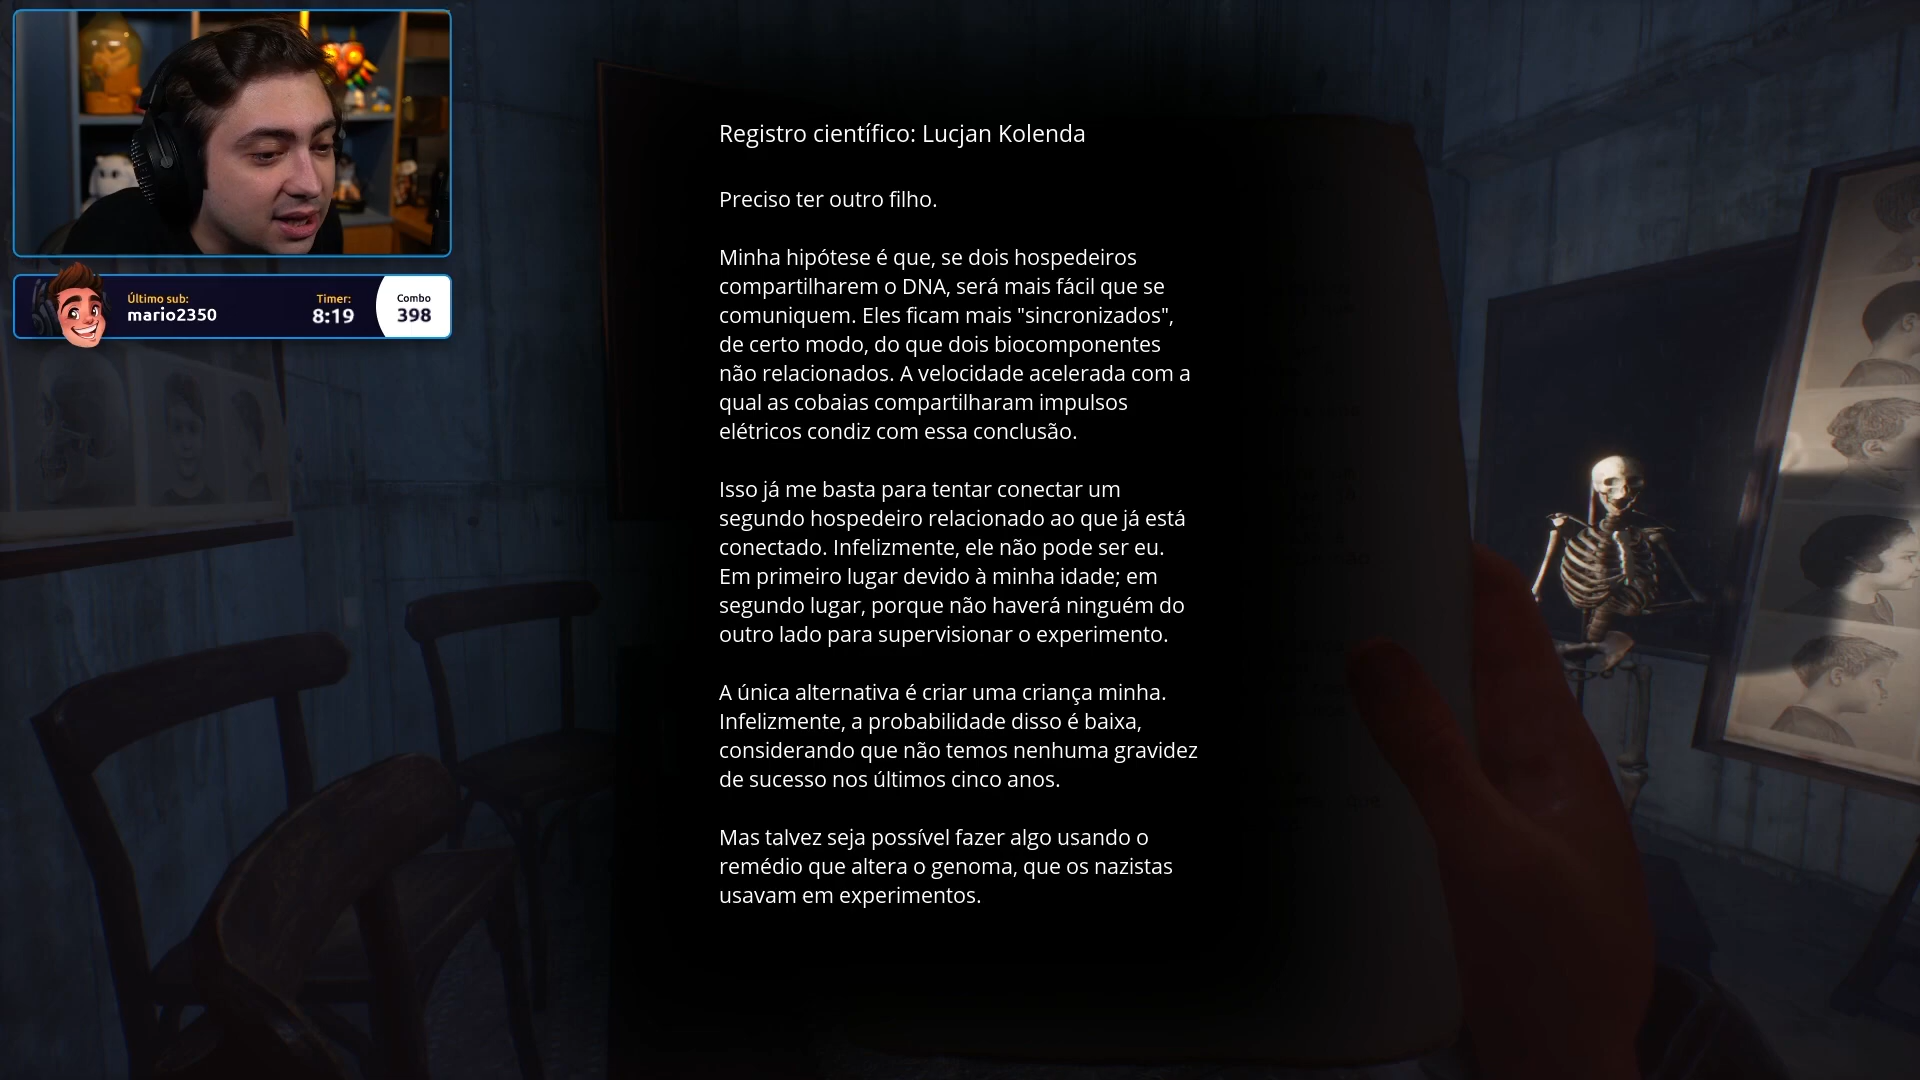 Último sub:
mario2350
Timer:
8:19
Combo
398
Registro científico: Lucjan Kolenda
Preciso ter outro filho.
Minha hipótese é que, se dois hospedeiros
compartilharem o DNA, será mais fácil que se
comuniquem. Eles ficam mais "sincronizados",
de certo modo, do que dois biocomponentes
não relacionados. A velocidade acelerada com a
qual as cobaias compartilharam impulsos
elétricos condiz com essa conclusão.
Isso já me basta para tentar conectar um
segundo hospedeiro relacionado ao que já está
conectado. Infelizmente, ele não pode ser eu.
Em primeiro lugar devido à minha idade; em
segundo lugar, porque não haverá ninguém do
outro lado para supervisionar o experimento.
A única alternativa é criar uma criança minha.
Infelizmente, a probabilidade disso é baixa,
considerando que não temos nenhuma gravidez
de sucesso nos últimos cinco anos.
Mas talvez seja possível fazer algo usando o
remédio que altera o genoma, que os nazistas
usavam em experimentos.